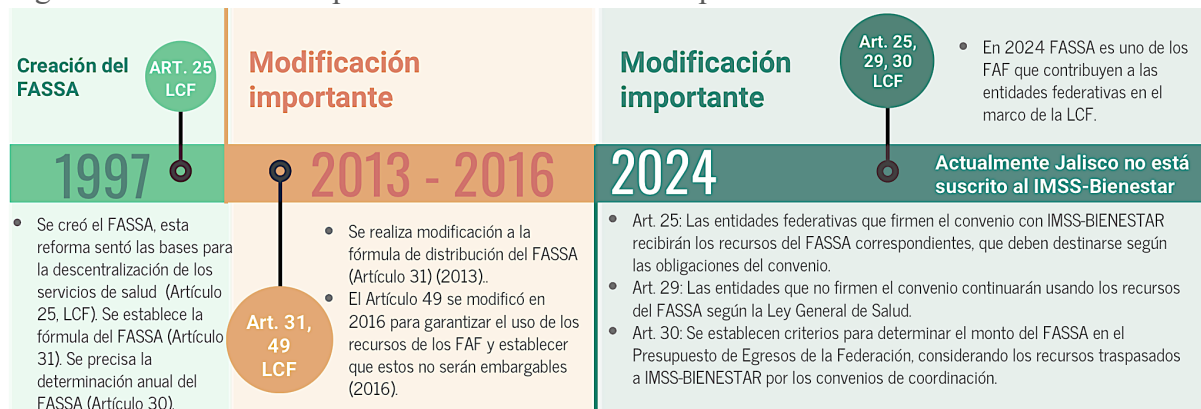 Creación del
FASSA
ART. 25
LCF
1997
Se creó el FASSA, esta
reforma sentó las bases para
la descentralización de los
servicios de salud (Artículo
25, LCF). Se establece la
fórmula del FASSA (Artículo
31). Se precisa la
determinación anual del
FASSA (Artículo 30).
Modificación
importante
2013 - 2016
Art. 31,
49
LCF
Se realiza modificación a la
fórmula de distribución del FASSA
(Artículo 31) (2013)..
El Artículo 49 se modificó en
2016 para garantizar el uso de los
recursos de los FAF y establecer
que estos no serán embargables
(2016).
Modificación
importante
Art. 25,
29, 30
LCF
En 2024 FASSA es uno de los
FAF que contribuyen a las
entidades federativas en el
marco de la LCF.
2024
Actualmente Jalisco no está
suscrito al IMSS-Bienestar
Art. 25: Las entidades federativas que firmen el convenio con IMSS-BIENESTAR
recibirán los recursos del FASSA correspondientes, que deben destinarse según
las obligaciones del convenio.
Art. 29: Las entidades que no firmen el convenio continuarán usando los recursos
del FASSA según la Ley General de Salud.
Art. 30: Se establecen criterios para determinar el monto del FASSA en el
Presupuesto de Egresos de la Federación, considerando los recursos traspasados
a IMSS-BIENESTAR por los convenios de coordinación.